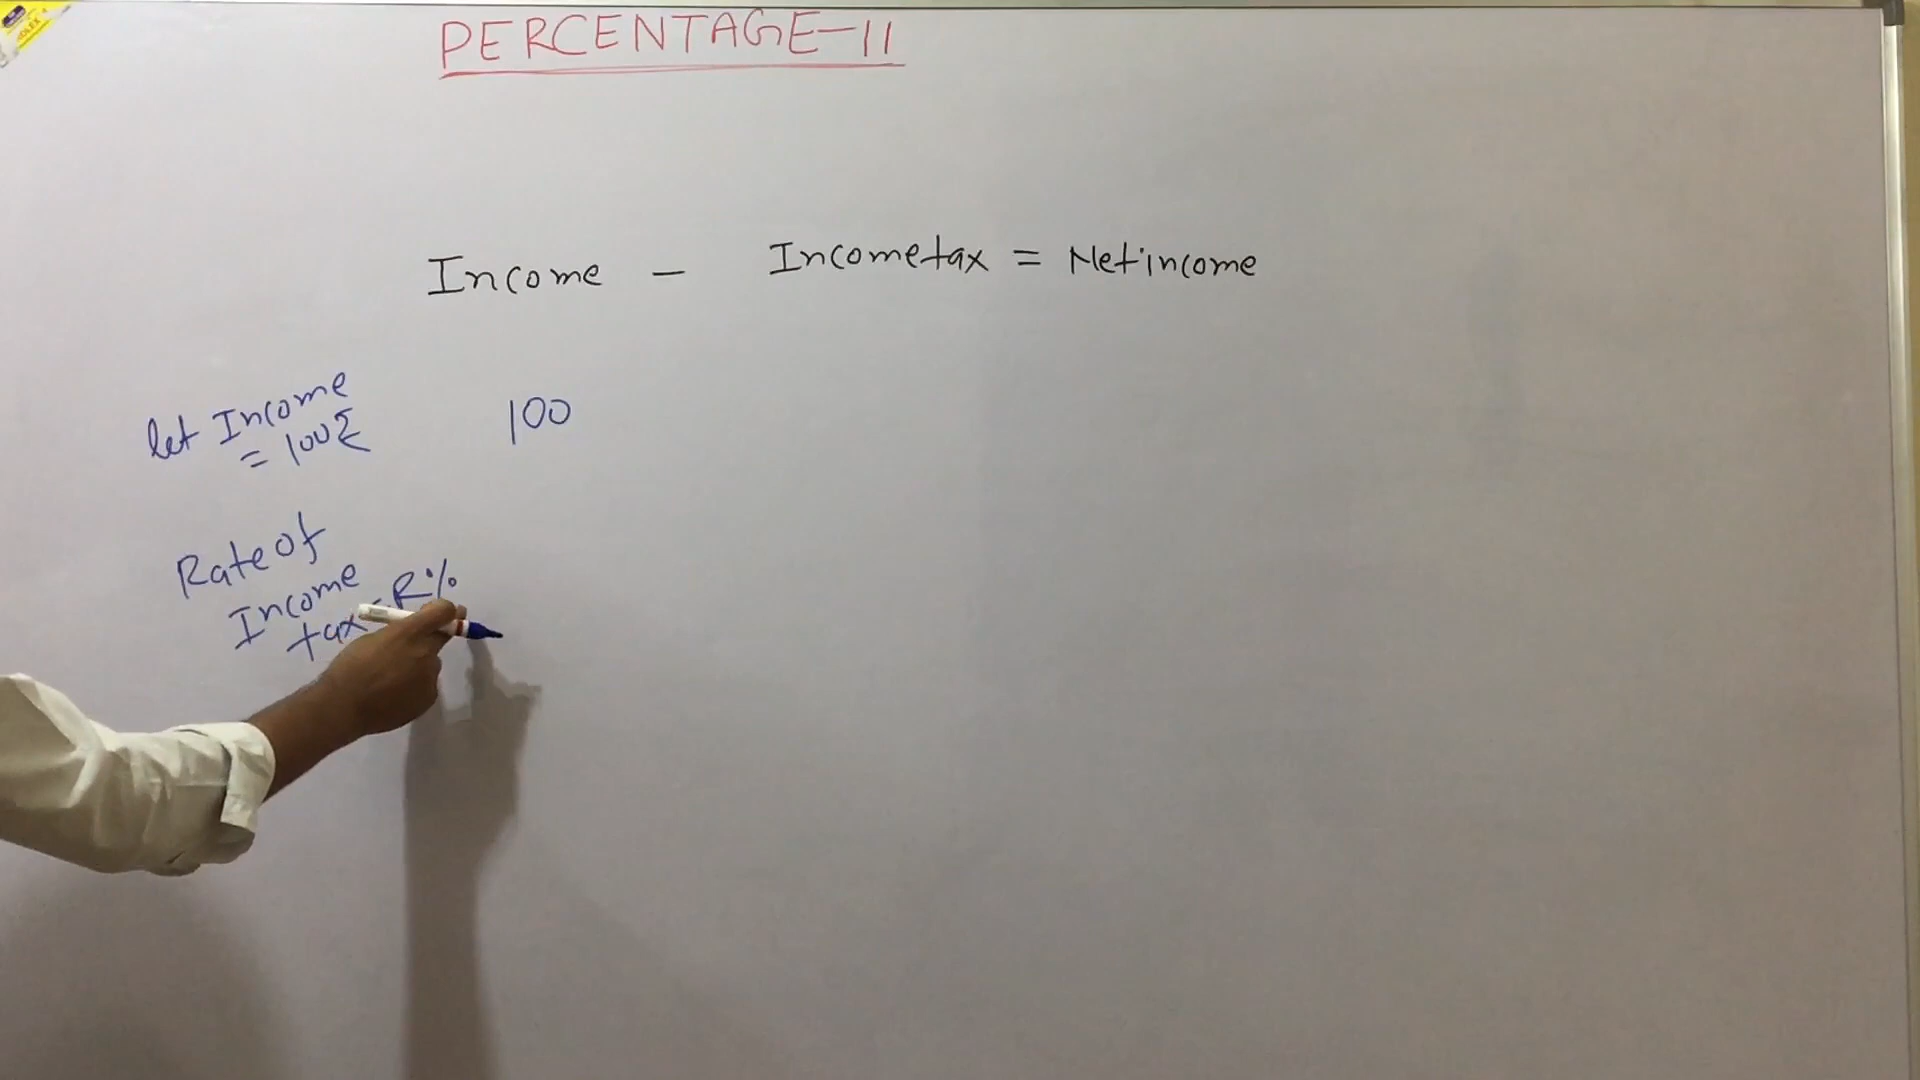 PERCENTAGE-11
Income - Incometax = Netincome
let Income
= 100₹
100
Rate of
Income
tax = R%